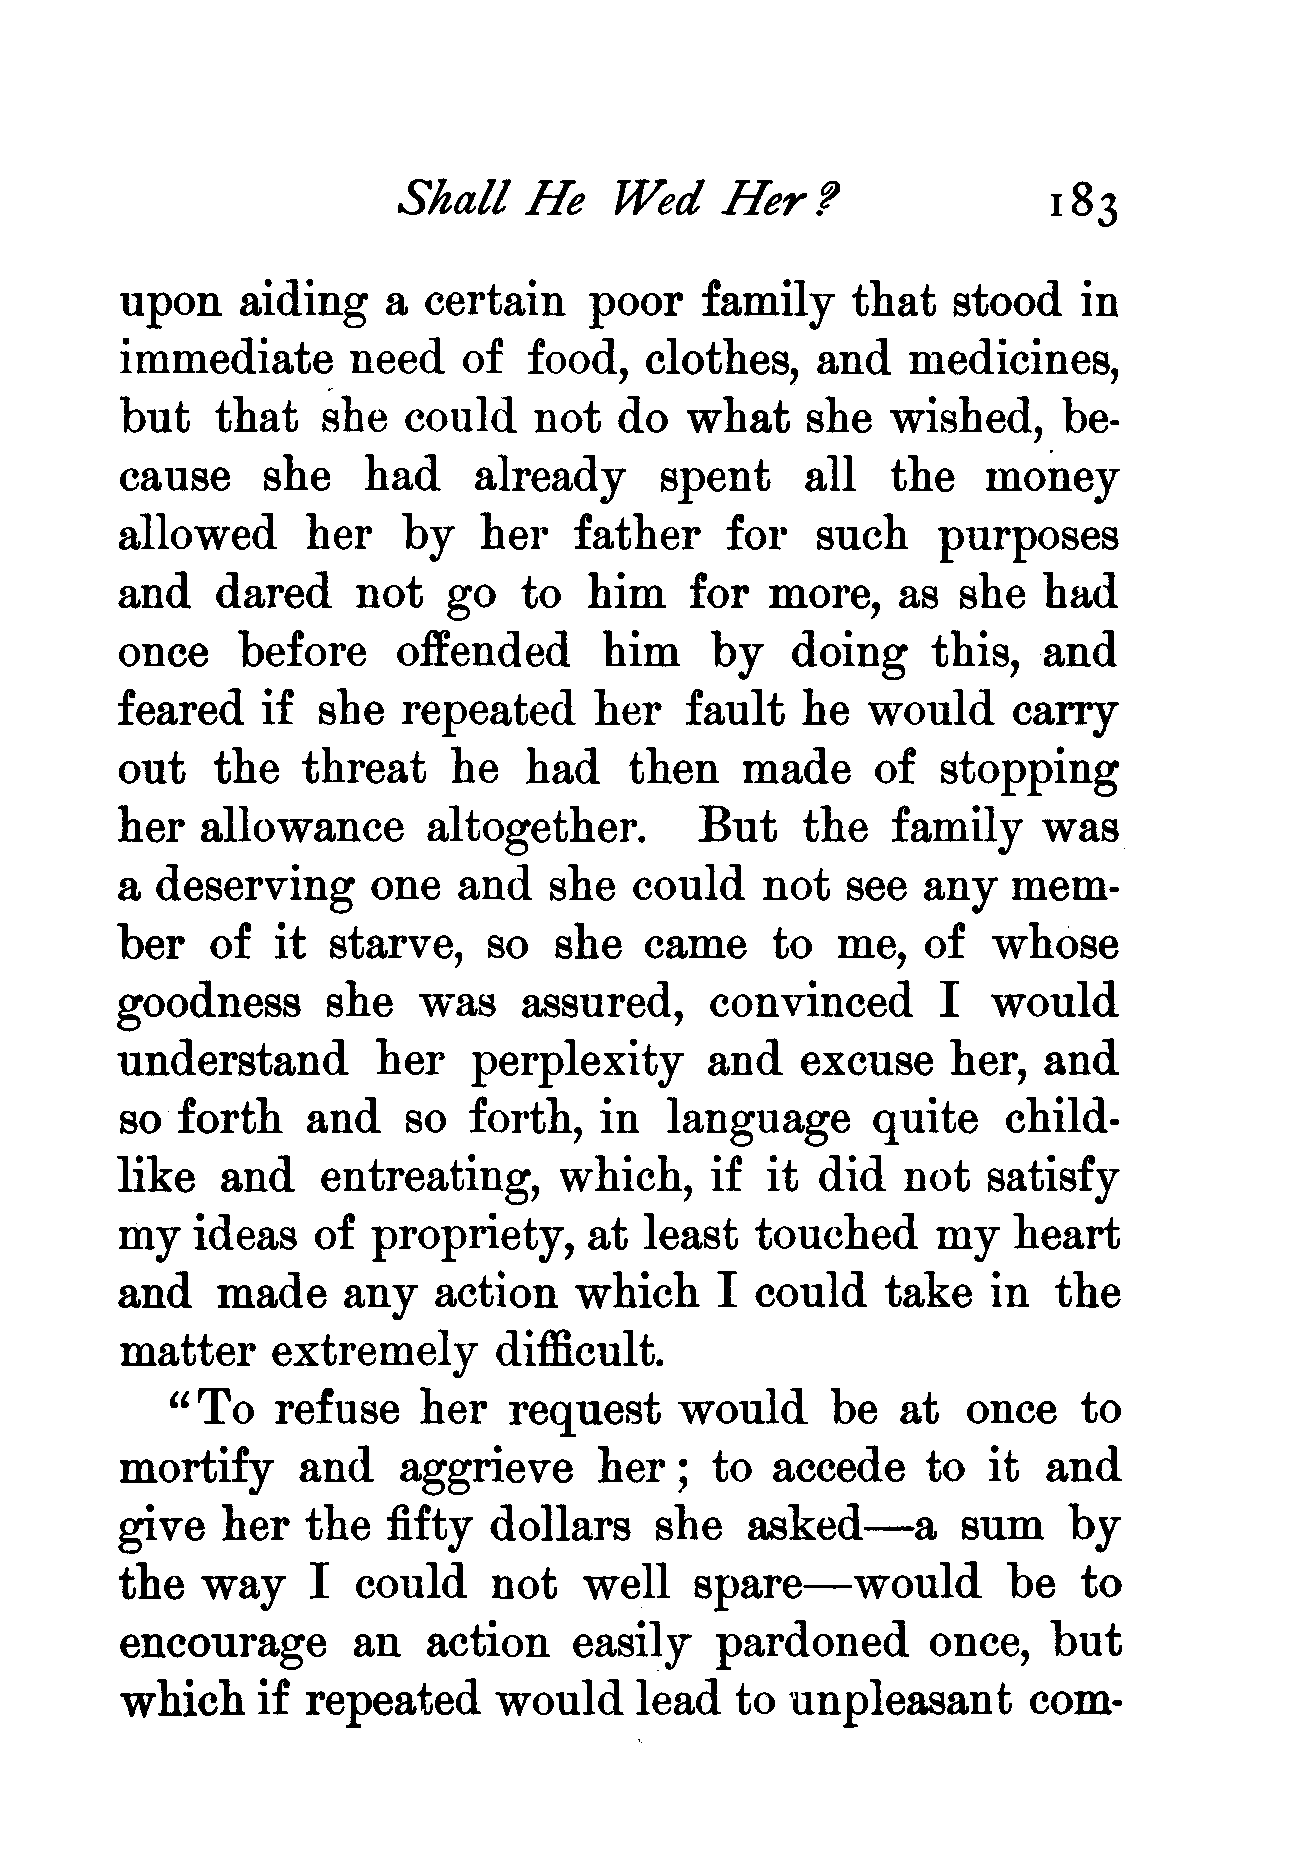 Shall He Wed Her? 183
upon aiding a certain poor family that stood in
immediate need of food, clothes, and medicines,
but that she could not do what she wished, be-
cause she had already spent all the money
allowed her by her father for such purposes
and dared not go to him for more, as she had
once before offended him by doing this, and
feared if she repeated her fault he would carry
out the threat he had then made of stopping
her allowance altogether. But the family was
a deserving one and she could not see any mem-
ber of it starve, so she came to me, of whose
goodness she was assured, convinced I would
understand her perplexity and excuse her, and
so forth and so forth, in language quite child-
like and entreating, which, if it did not satisfy
my ideas of propriety, at least touched my heart
and made any action which I could take in the
matter extremely difficult.
"To refuse her request would be at once to
mortify and aggrieve her; to accede to it and
give her the fifty dollars she asked—a sum by
the way I could not well spare—would be to
encourage an action easily pardoned once, but
which if repeated would lead to unpleasant com-